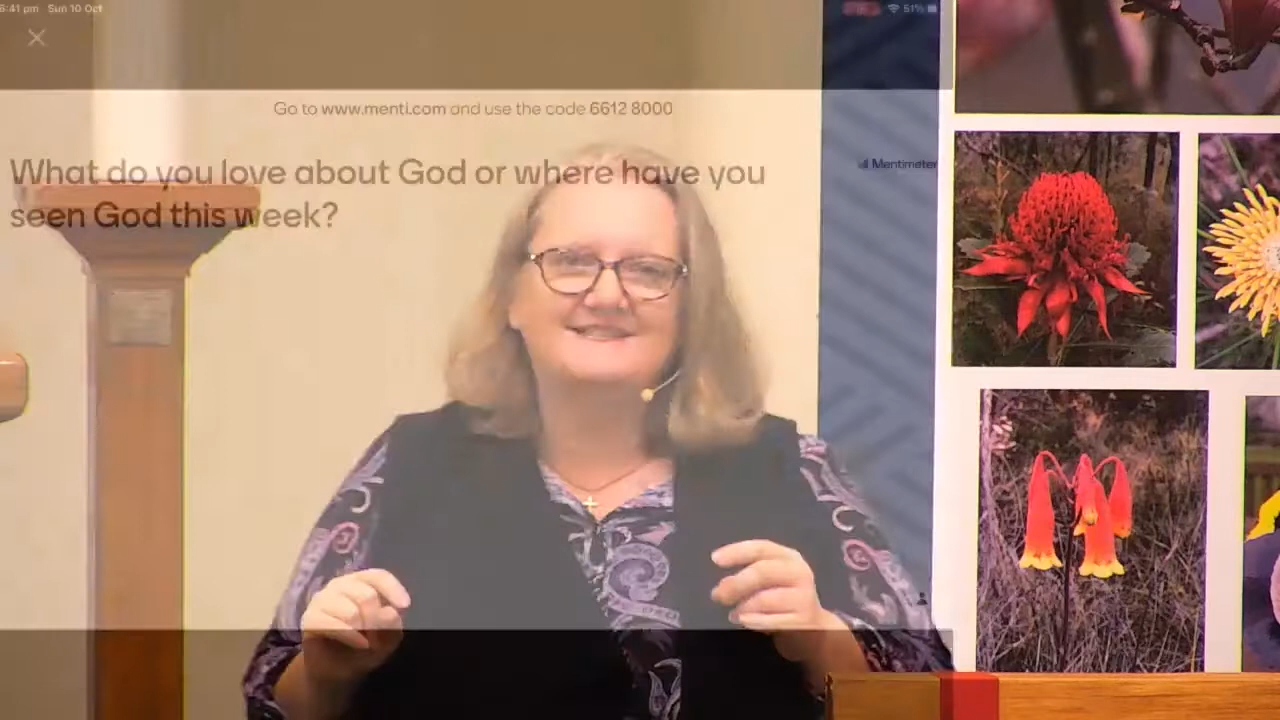 6:41 pm Sun 10 Oct
51%
Go to www.menti.com and use the code 6612 8000
What do you love about God or where have you
seen God this week?
Mentimeter